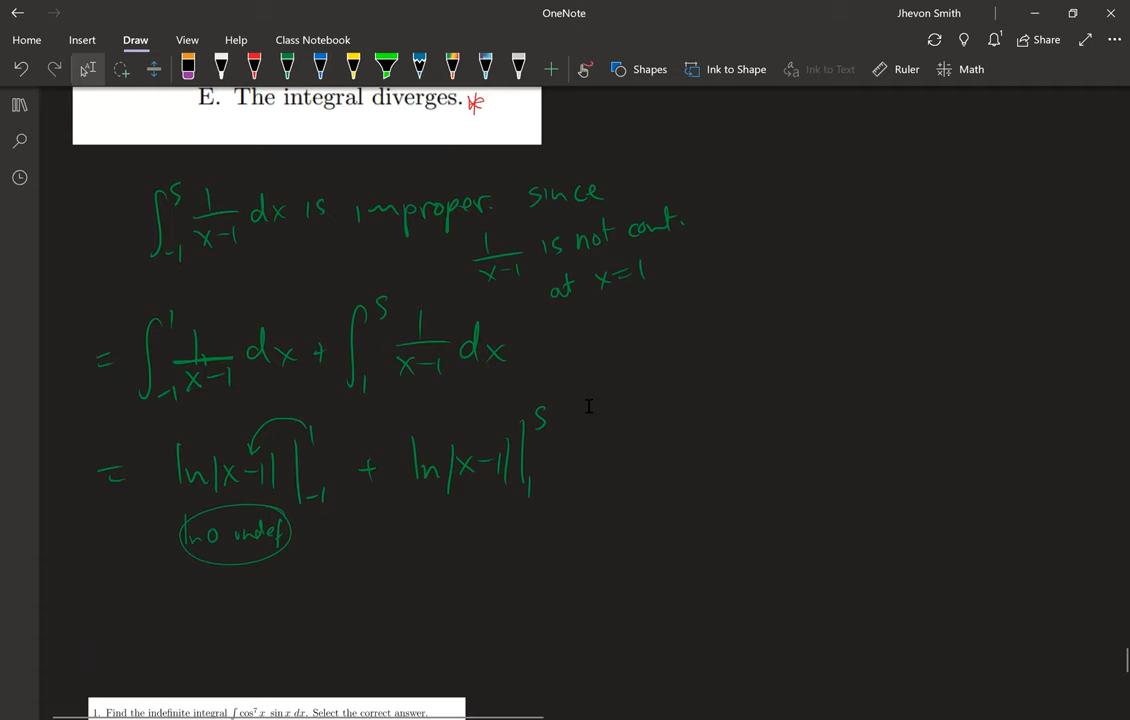 OneNote
Jhevon Smith
Home Insert Draw View Help Class Notebook
Share
Shapes Ink to Shape Ink to Text Ruler Math
E. The integral diverges. *
∫_{-1}^{5} 1/(x-1) dx is improper. since
1/(x-1) is not cont.
at x=1
= ∫_{-1}^{1} 1/(x-1) dx + ∫_{1}^{5} 1/(x-1) dx
= ln|x-1| |_{-1}^{1} + ln|x-1| |_{1}^{5}
ln 0 undef
1. Find the indefinite integral ∫ cos⁷ x sin x dx. Select the correct answer.